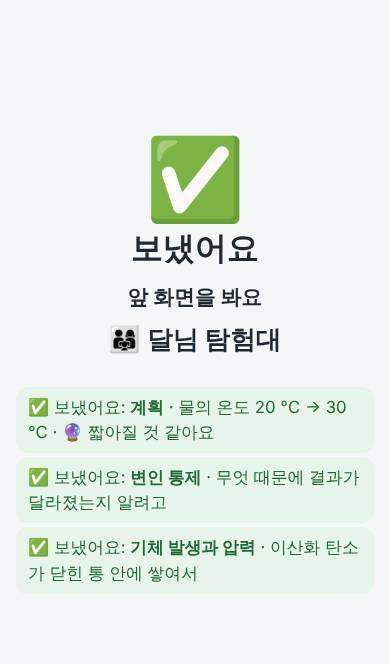 ✅
보냈어요
앞 화면을 봐요
👨‍👩‍👧 달님 탐험대
✅ 보냈어요: 계획 · 물의 온도 20 °C → 30
°C · 🔮 짧아질 것 같아요
✅ 보냈어요: 변인 통제 · 무엇 때문에 결과가
달라졌는지 알려고
✅ 보냈어요: 기체 발생과 압력 · 이산화 탄소
가 닫힌 통 안에 쌓여서